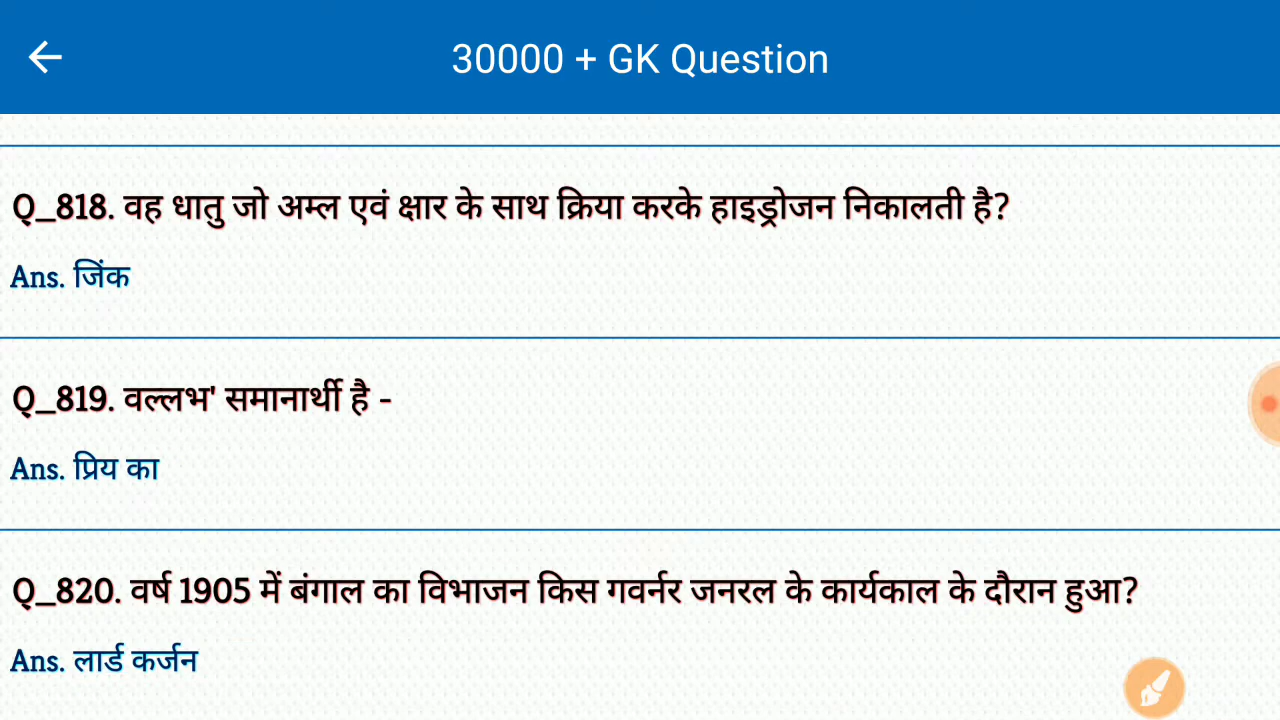 30000 + GK Question
Q_818. वह धातु जो अम्ल एवं क्षार के साथ क्रिया करके हाइड्रोजन निकालती है?
Ans. जिंक
Q_819. वल्लभ' समानार्थी है -
Ans. प्रिय का
Q_820. वर्ष 1905 में बंगाल का विभाजन किस गवर्नर जनरल के कार्यकाल के दौरान हुआ?
Ans. लार्ड कर्जन